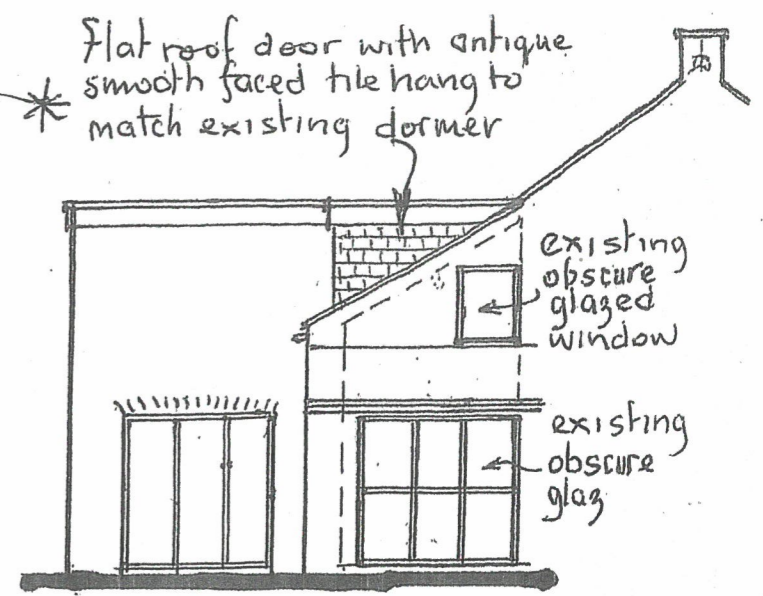 Flat roof door with antique
smooth faced tile hang to
match existing dormer
existing
obscure
glazed
window
existing
obscure
glaz